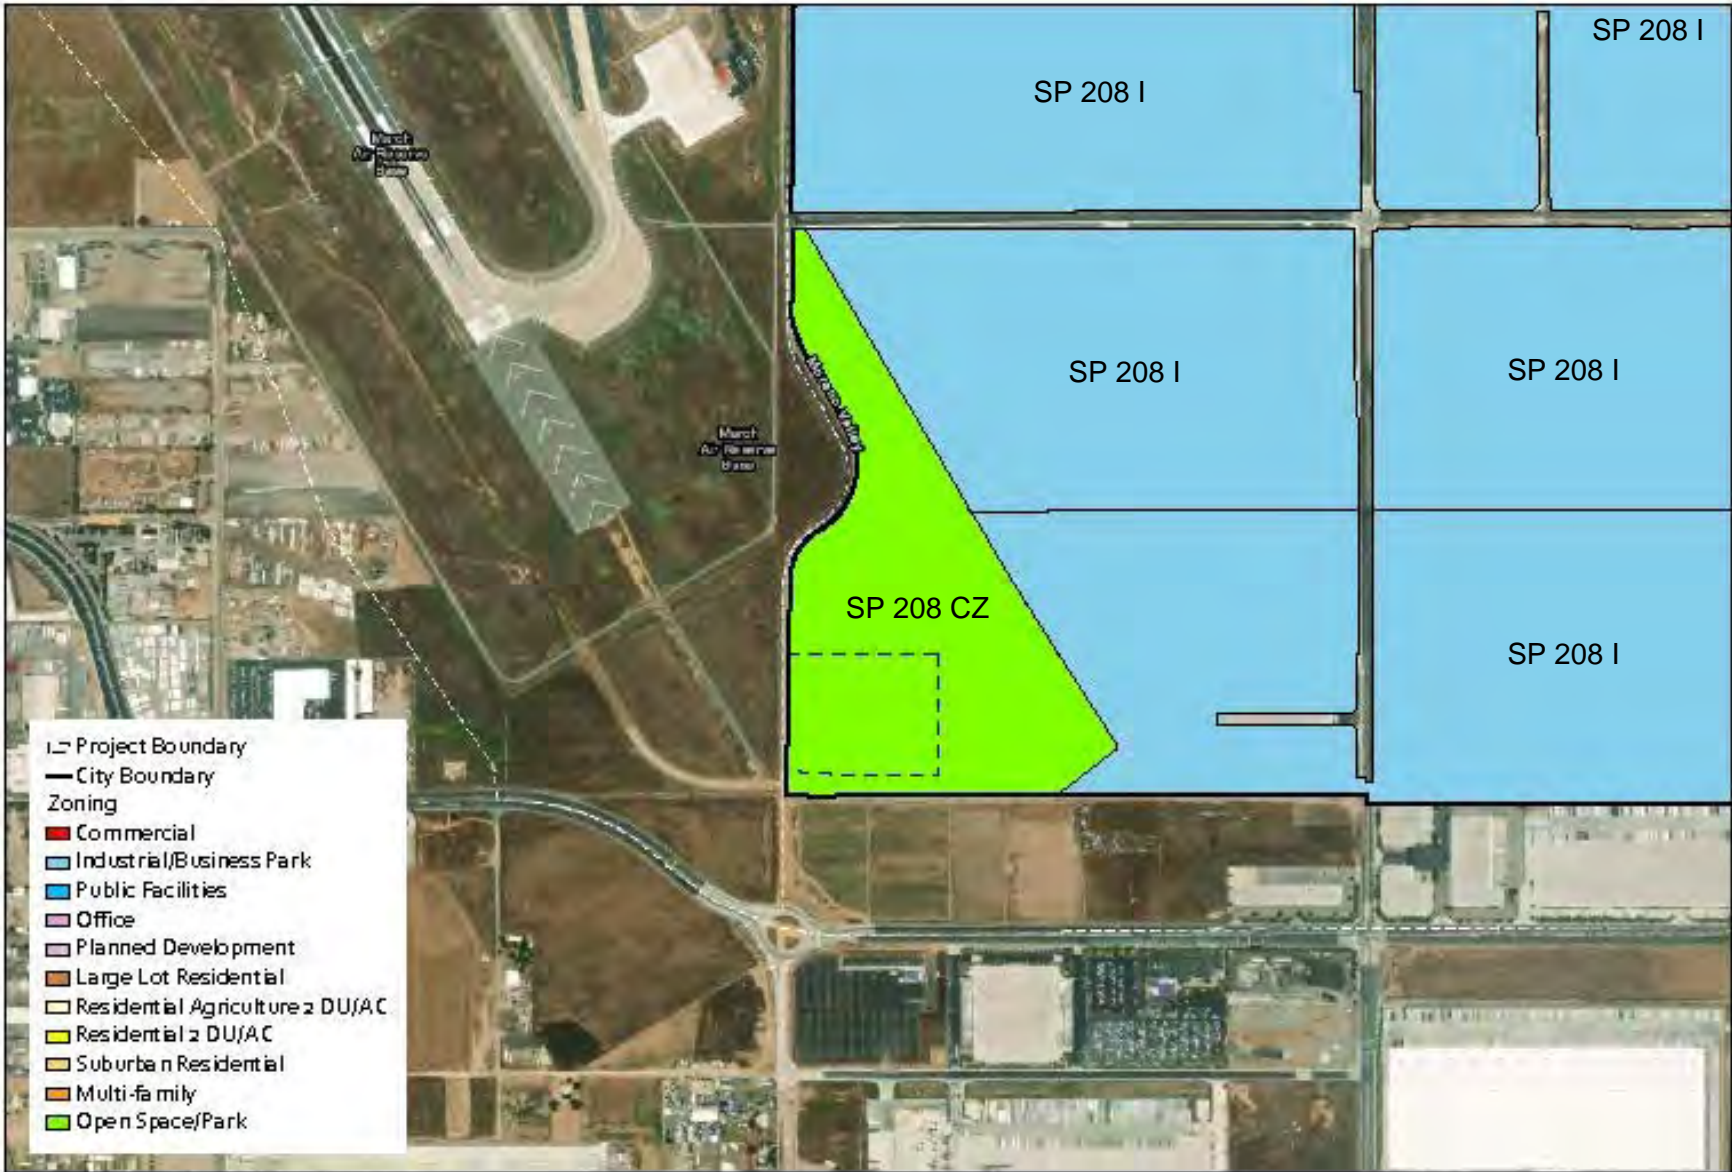 SP 208 I
SP 208 I
March
Air Reserve
Base
SP 208 I
SP 208 I
Moreno Valley
March
Air Reserve
Base
SP 208 CZ
SP 208 I
Project Boundary
City Boundary
Zoning
Commercial
Industrial/Business Park
Public Facilities
Office
Planned Development
Large Lot Residential
Residential Agriculture 2 DU/AC
Residential 2 DU/AC
Suburban Residential
Multi-family
Open Space/Park